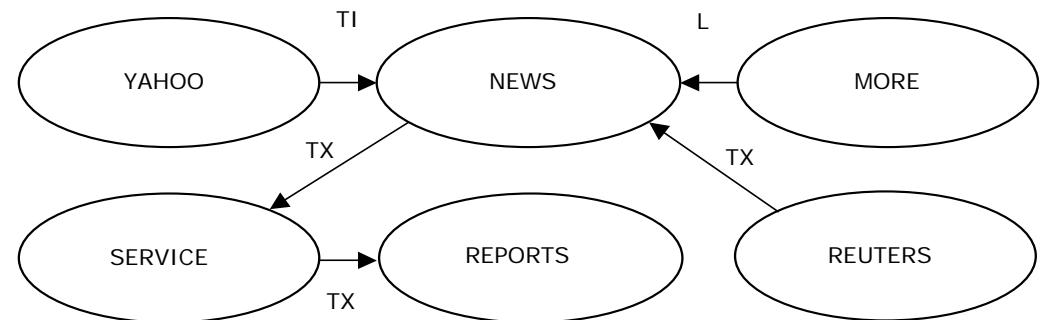 TI
L
YAHOO
NEWS
MORE
TX
TX
SERVICE
REPORTS
REUTERS
TX